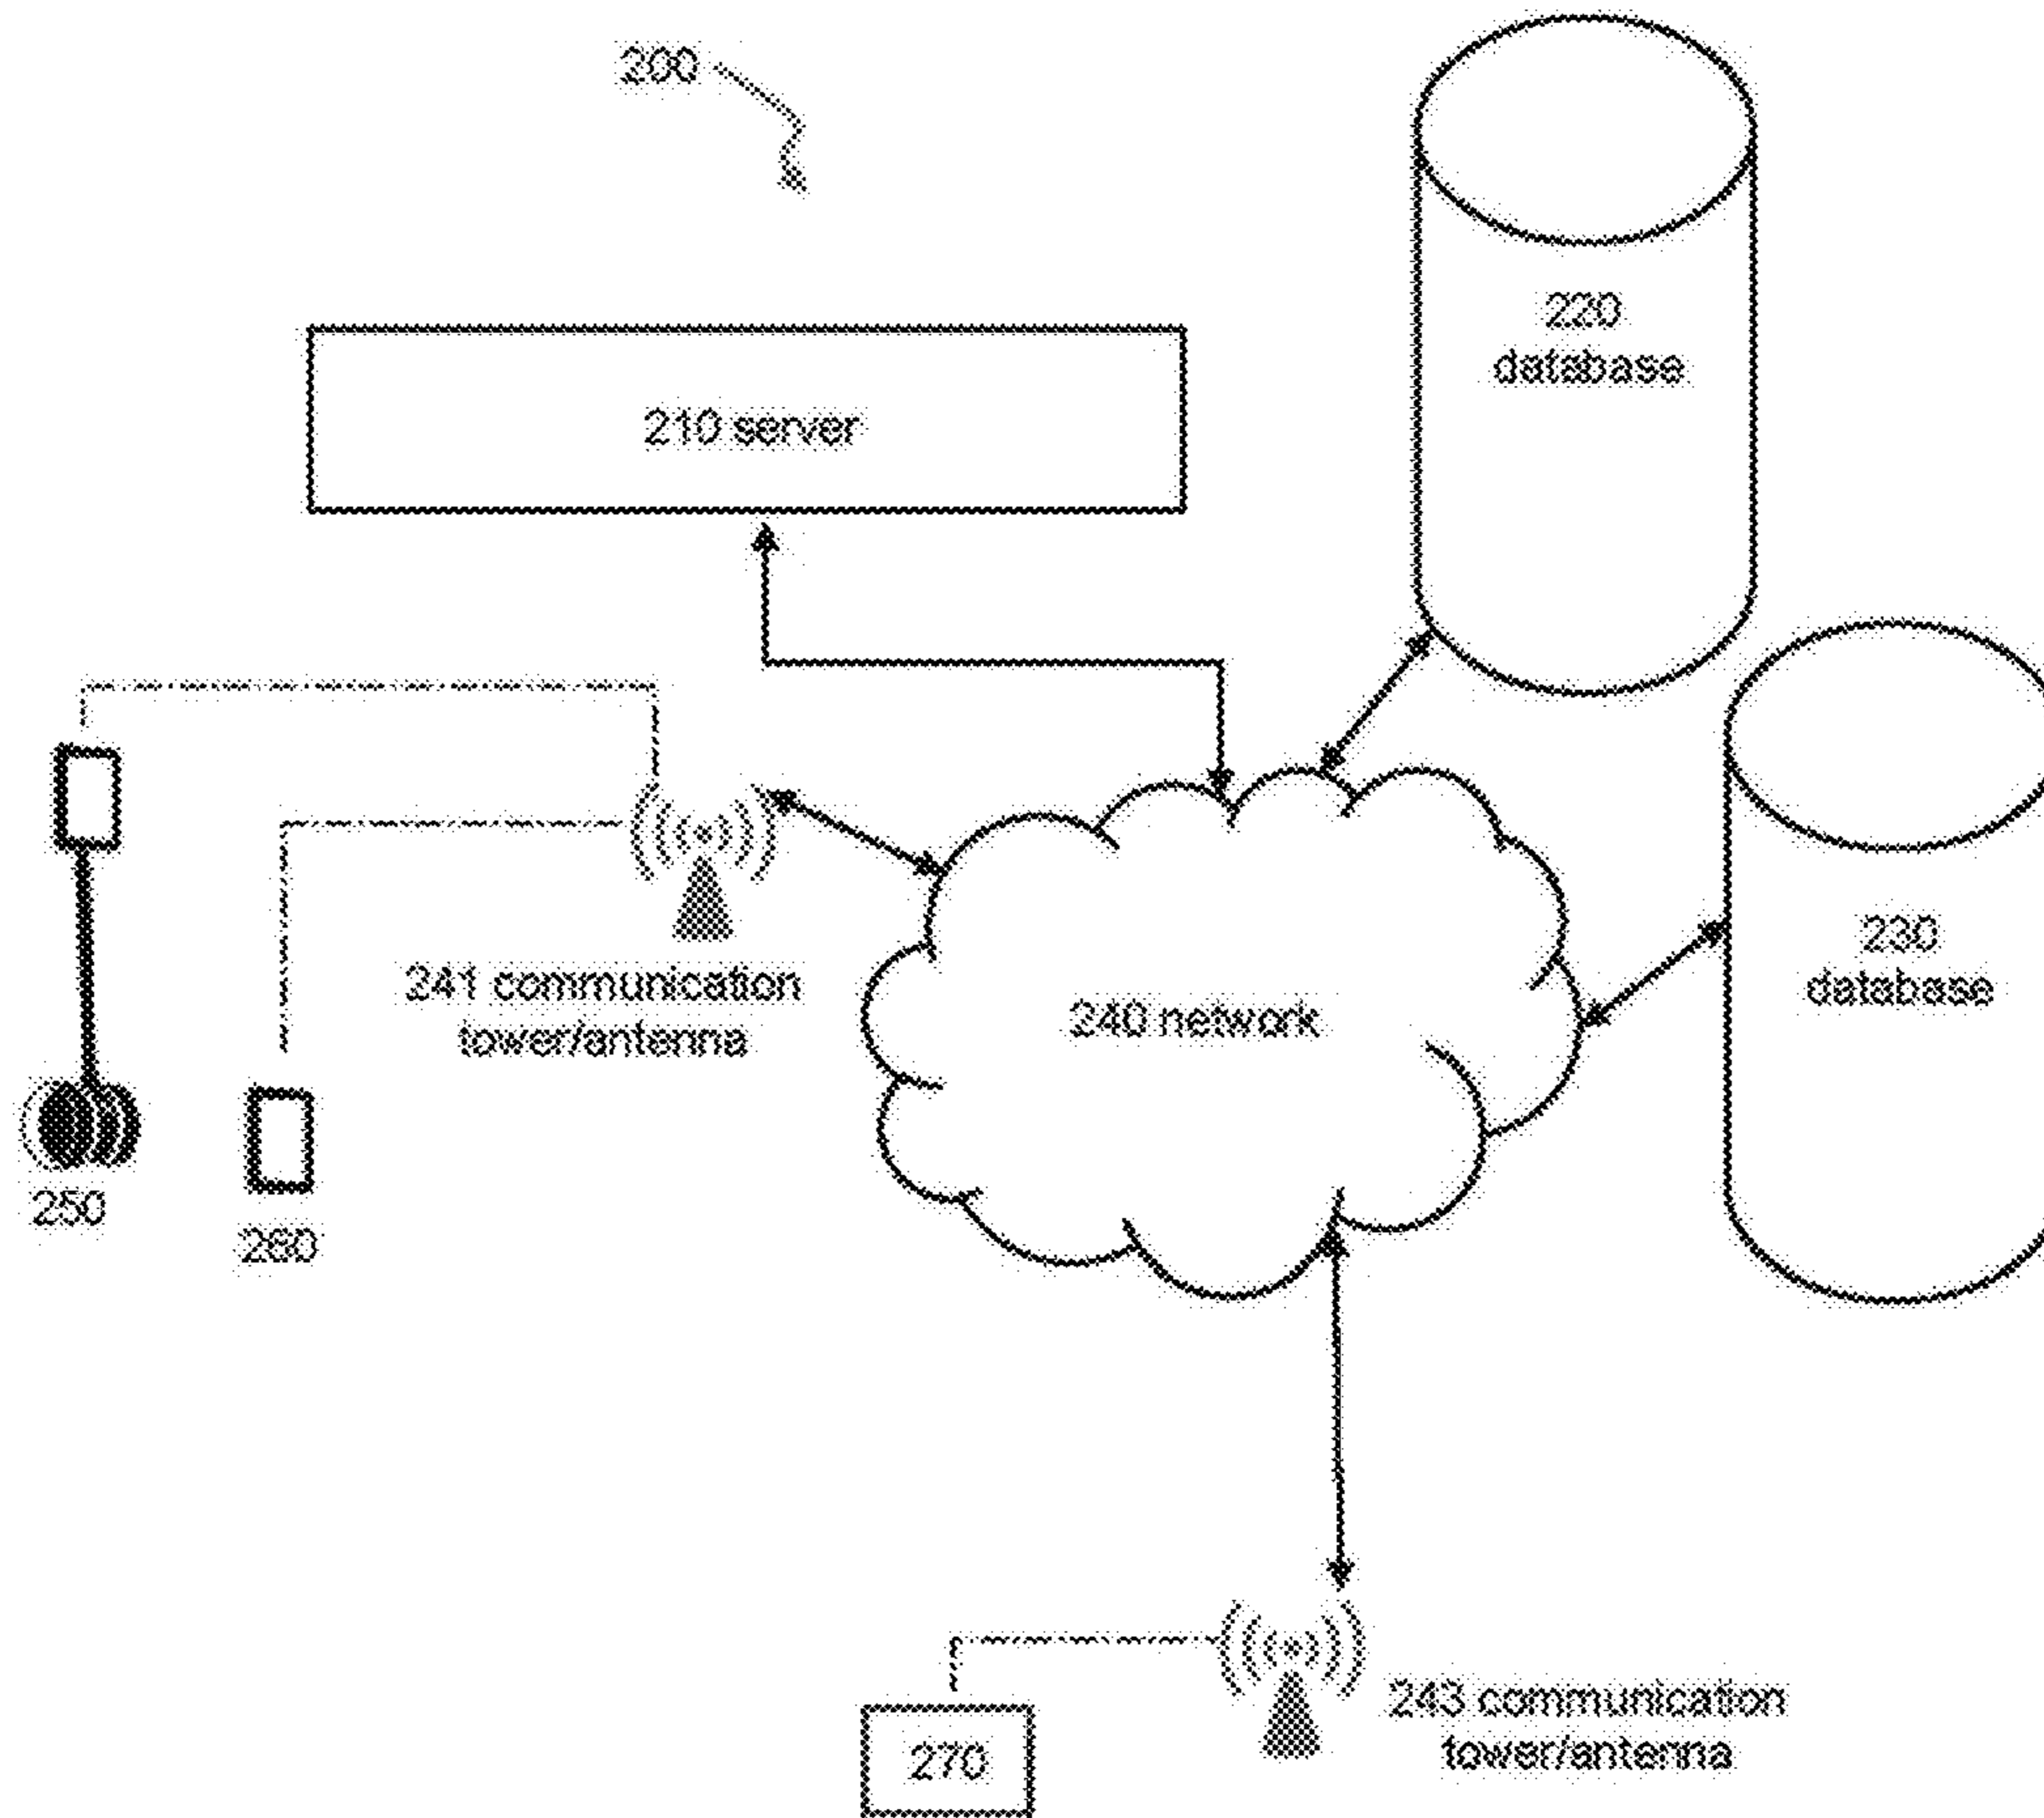 200
220
database
210 server
230
database
241 communication
tower/antenna
240 network
250
260
243 communication
tower/antenna
270